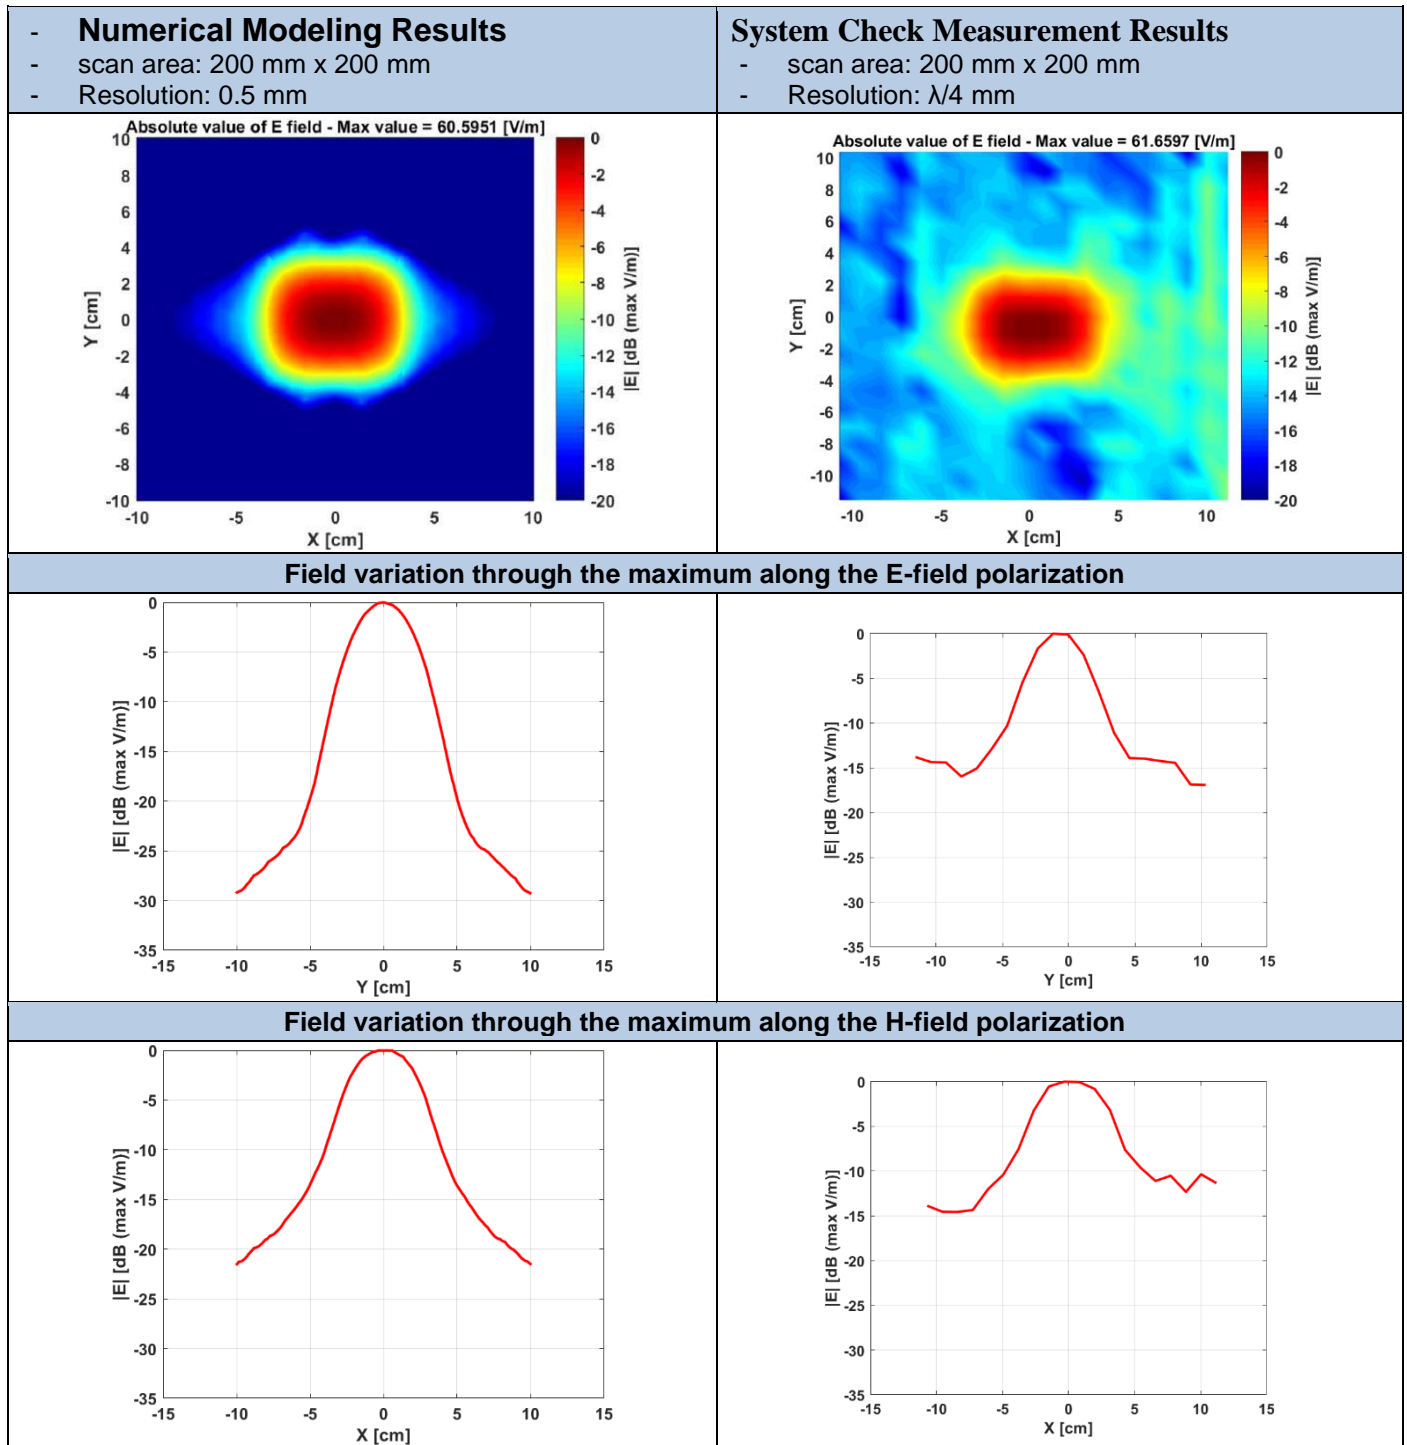 - Numerical Modeling Results
- scan area: 200 mm x 200 mm
- Resolution: 0.5 mm
System Check Measurement Results
- scan area: 200 mm x 200 mm
- Resolution: λ/4 mm
Absolute value of E field - Max value = 60.5951 [V/m]
10
8
6
4
2
0
-2
-4
-6
-8
-10
Y [cm]
-10 -5 0 5 10
X [cm]
0
-2
-4
-6
-8
-10
-12
-14
-16
-18
-20
|E| [dB (max V/m)]
Absolute value of E field - Max value = 61.6597 [V/m]
10
8
6
4
2
0
-2
-4
-6
-8
-10
Y [cm]
-10 -5 0 5 10
X [cm]
0
-2
-4
-6
-8
-10
-12
-14
-16
-18
-20
|E| [dB (max V/m)]
Field variation through the maximum along the E-field polarization
0
-5
-10
-15
-20
-25
-30
-35
|E| [dB (max V/m)]
-15 -10 -5 0 5 10 15
Y [cm]
0
-5
-10
-15
-20
-25
-30
-35
|E| [dB (max V/m)]
-15 -10 -5 0 5 10 15
Y [cm]
Field variation through the maximum along the H-field polarization
0
-5
-10
-15
-20
-25
-30
-35
|E| [dB (max V/m)]
-15 -10 -5 0 5 10 15
X [cm]
0
-5
-10
-15
-20
-25
-30
-35
|E| [dB (max V/m)]
-15 -10 -5 0 5 10 15
X [cm]